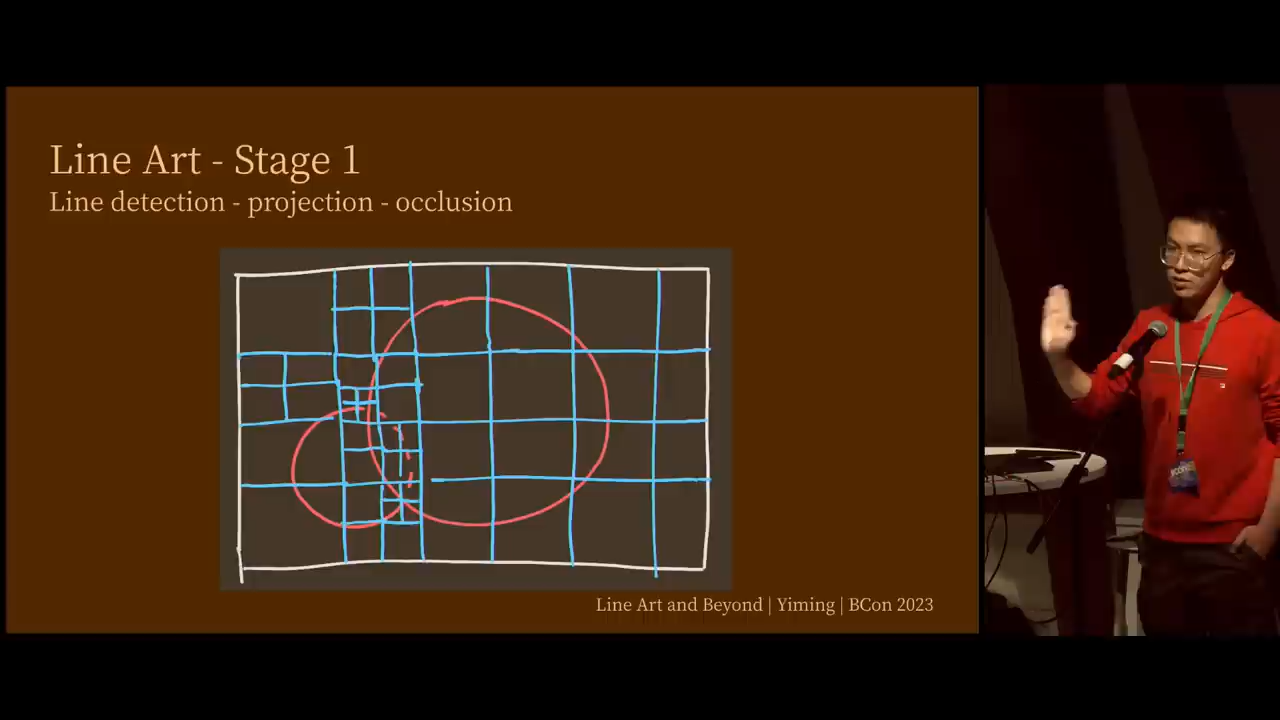 Line Art - Stage 1
Line detection - projection - occlusion
Line Art and Beyond | Yiming | BCon 2023